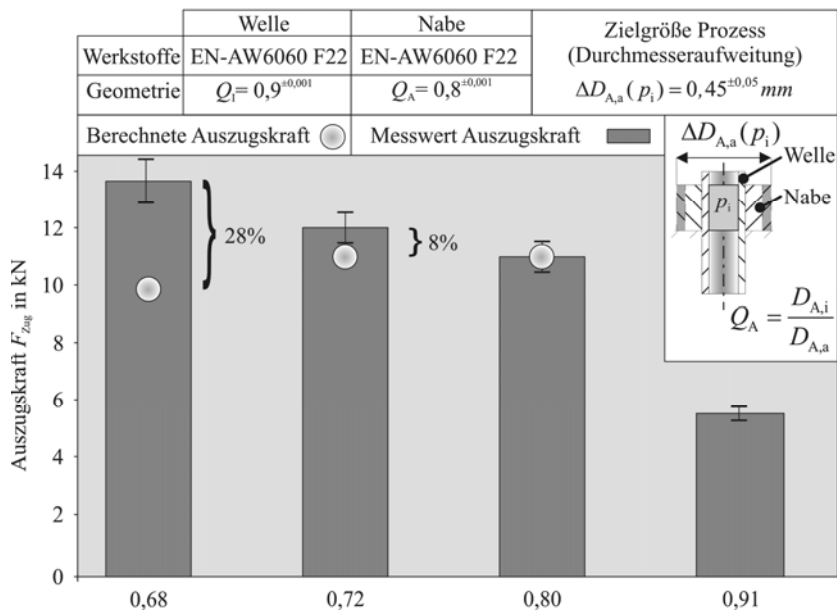 Welle Nabe Zielgröße Prozess
Werkstoffe EN-AW6060 F22 EN-AW6060 F22 (Durchmesseraufweitung)
Geometrie Q_I= 0,9^±0,001 Q_A= 0,8^±0,001 ΔD_A,a(p_i) = 0,45^±0,05 mm
Berechnete Auszugskraft Messwert Auszugskraft
ΔD_A,a(p_i)
Welle
Nabe
p_i
Q_A = D_A,i / D_A,a
Auszugskraft F_Zug in kN
14
12
10
8
6
4
2
0
28%
8%
0,68 0,72 0,80 0,91